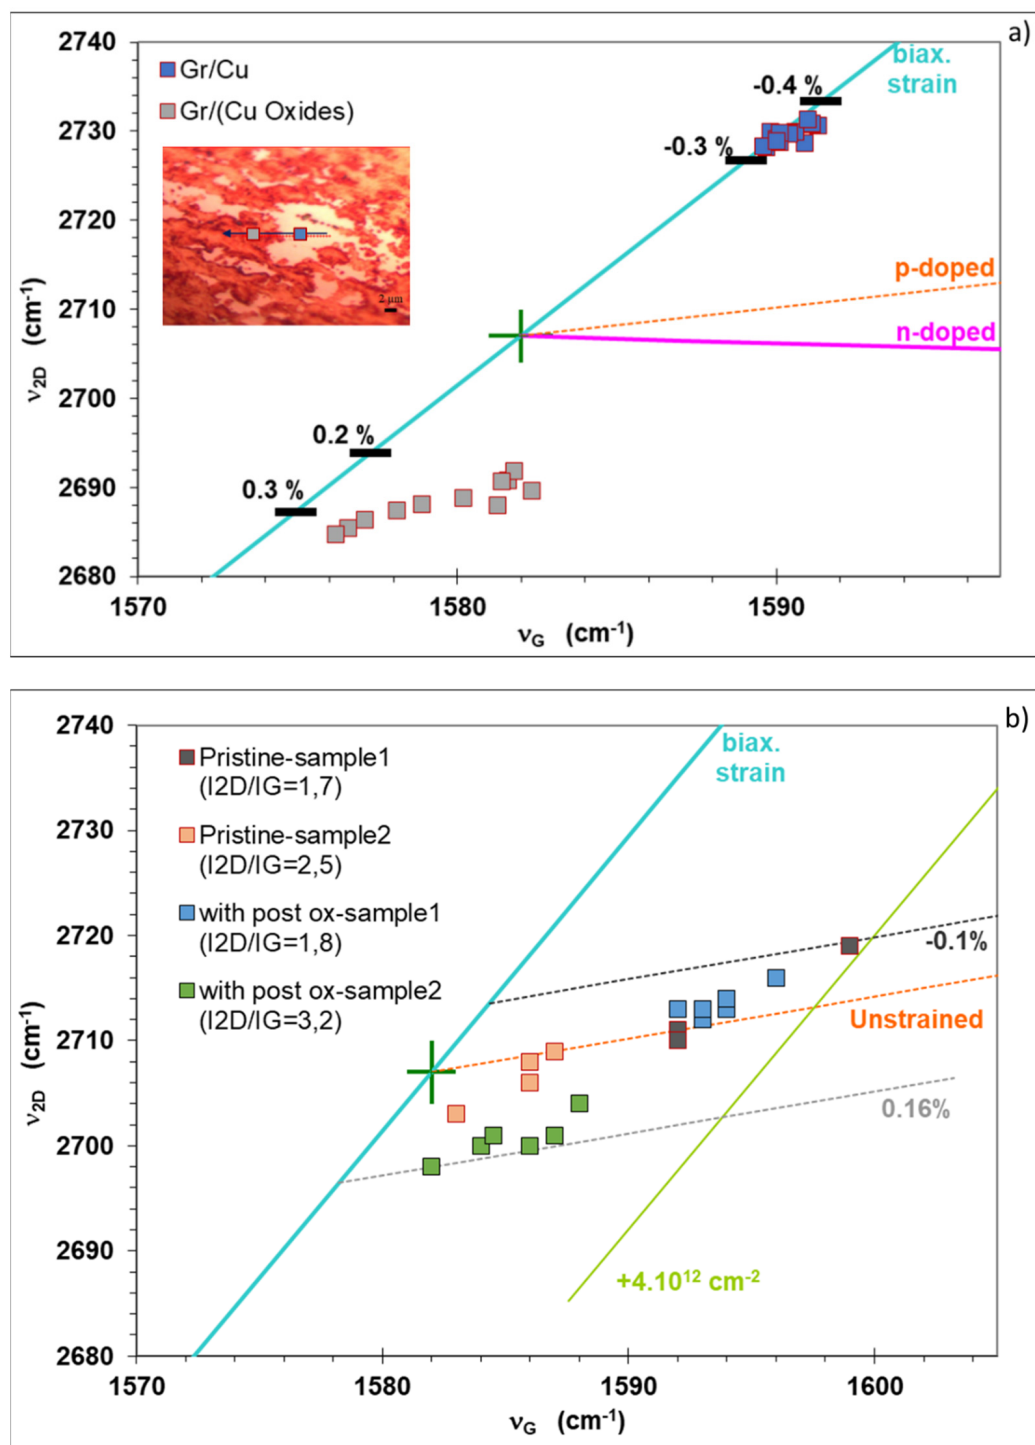 a)
2740
2730
2720
2710
2700
2690
2680
ν2D (cm-1)
Gr/Cu
Gr/(Cu Oxides)
2 µm
biax.
strain
-0.4 %
-0.3 %
p-doped
n-doped
0.2 %
0.3 %
1570
1580
1590
νG (cm-1)
b)
2740
2730
2720
2710
2700
2690
2680
ν2D (cm-1)
Pristine-sample1
(I2D/IG=1,7)
Pristine-sample2
(I2D/IG=2,5)
with post ox-sample1
(I2D/IG=1,8)
with post ox-sample2
(I2D/IG=3,2)
biax.
strain
-0.1%
Unstrained
0.16%
+4.10¹² cm⁻²
1570
1580
1590
1600
νG (cm-1)